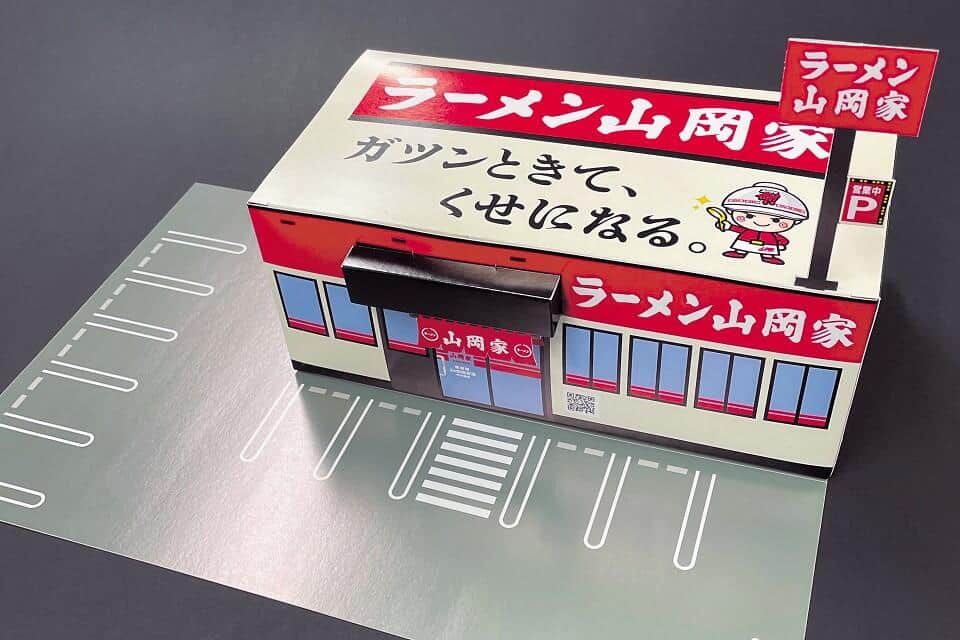 ラーメン山岡家
ガツンときて、
くせになる。
ラーメン
山岡家
営業中
P
ラーメン山岡家
山岡家